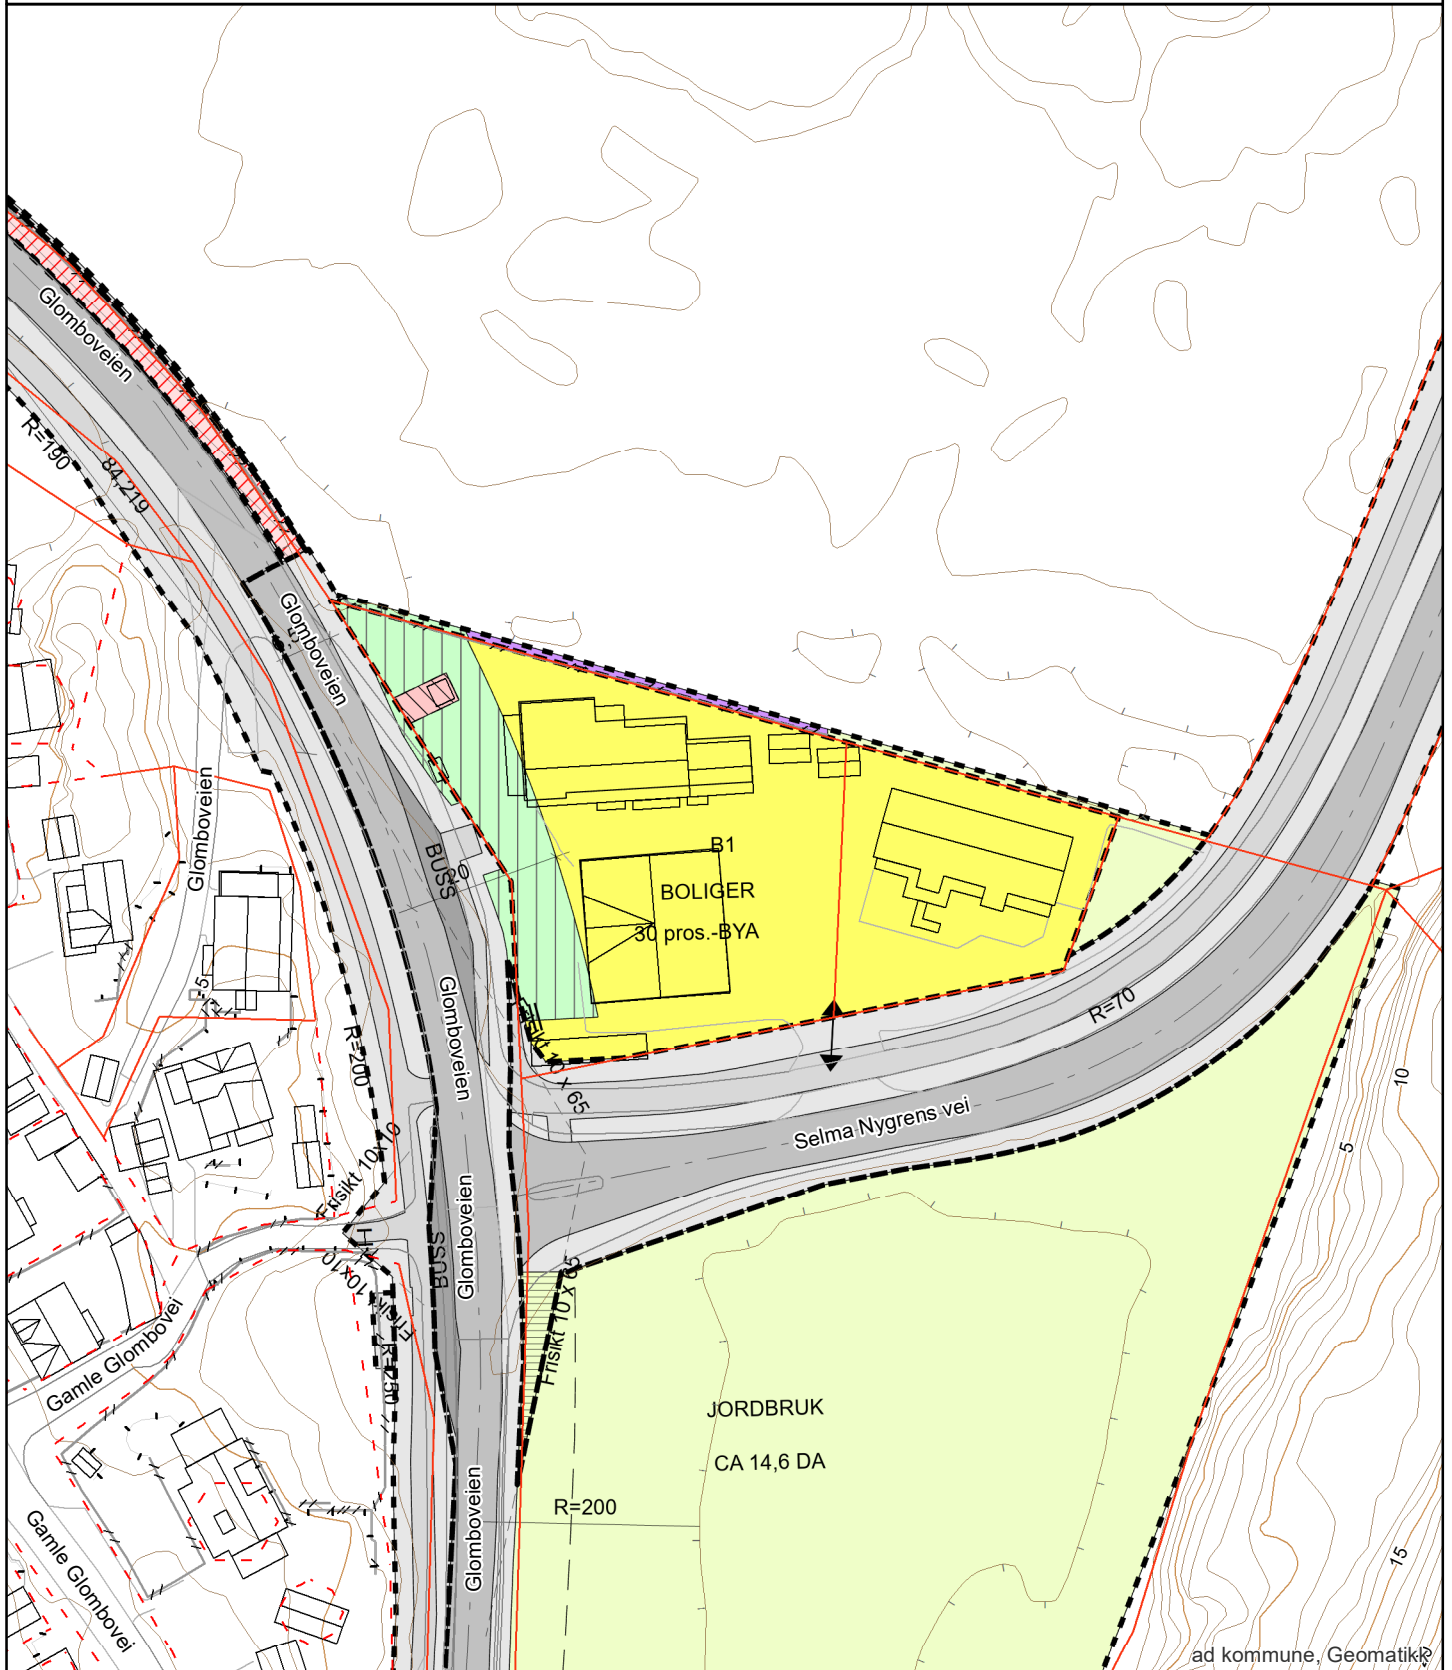 Glomboveien
R=190
84,219
Glomboveien
Glomboveien
BUSS
20
B1
BOLIGER
30 pros.-BYA
5
Glomboveien
R=200
Frisikt 10 x 65
R=70
Selma Nygrens vei
10
5
Frisikt 10x10
H
Glomboveien
BUSS
Frisikt 10x10
Frisikt 10 x 65
Gamle Glombovei
R=250
JORDBRUK
CA 14,6 DA
R=200
Glomboveien
Gamle Glombovei
15
ad kommune, Geomatikk